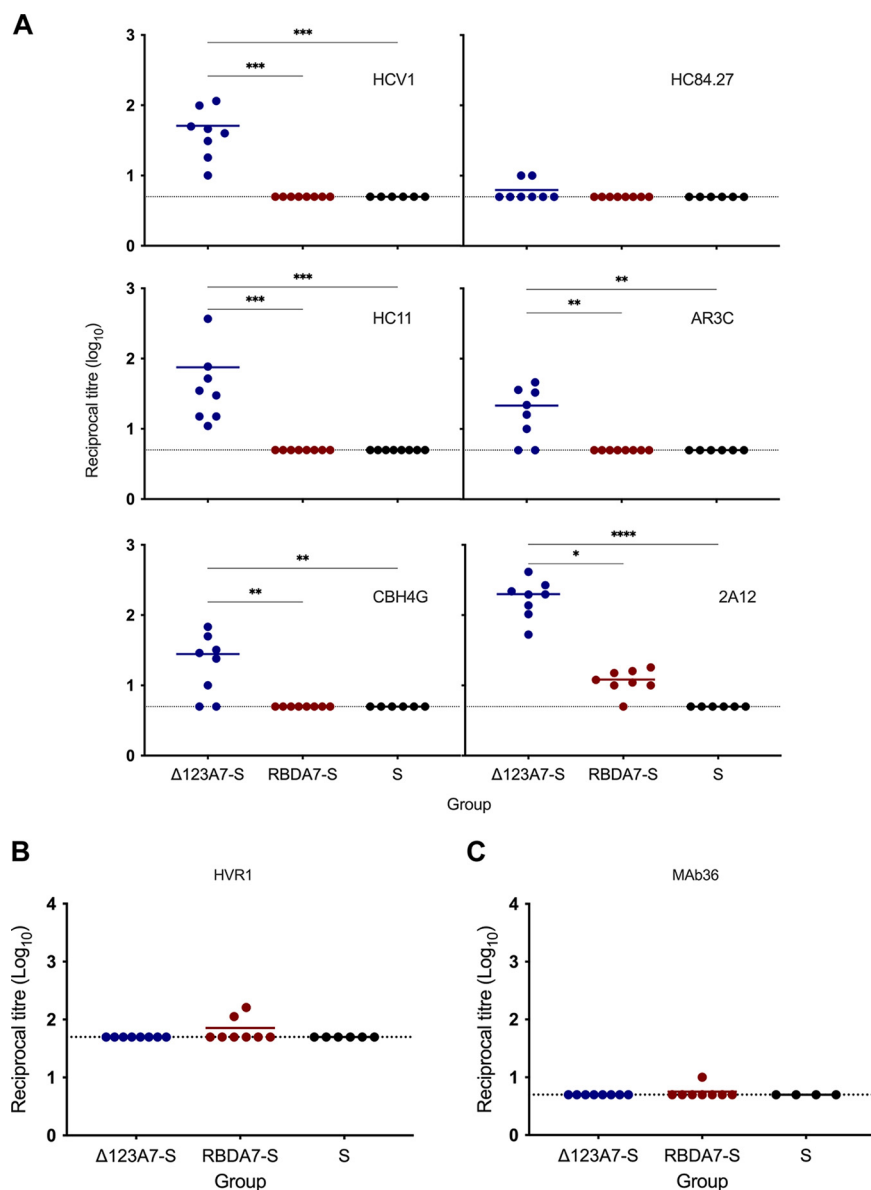 A
3
2
1
0
***
***
HCV1
HC84.27
3
2
1
0
***
***
HC11
**
**
AR3C
Reciprocal titre (log10)
3
2
1
0
**
**
CBH4G
****
*
2A12
Δ123A7-S RBDA7-S S Δ123A7-S RBDA7-S S
Group
B
HVR1
4
3
2
1
0
Reciprocal titre (Log10)
Δ123A7-S RBDA7-S S
Group
C
MAb36
4
3
2
1
0
Reciprocal titre (Log10)
Δ123A7-S RBDA7-S S
Group